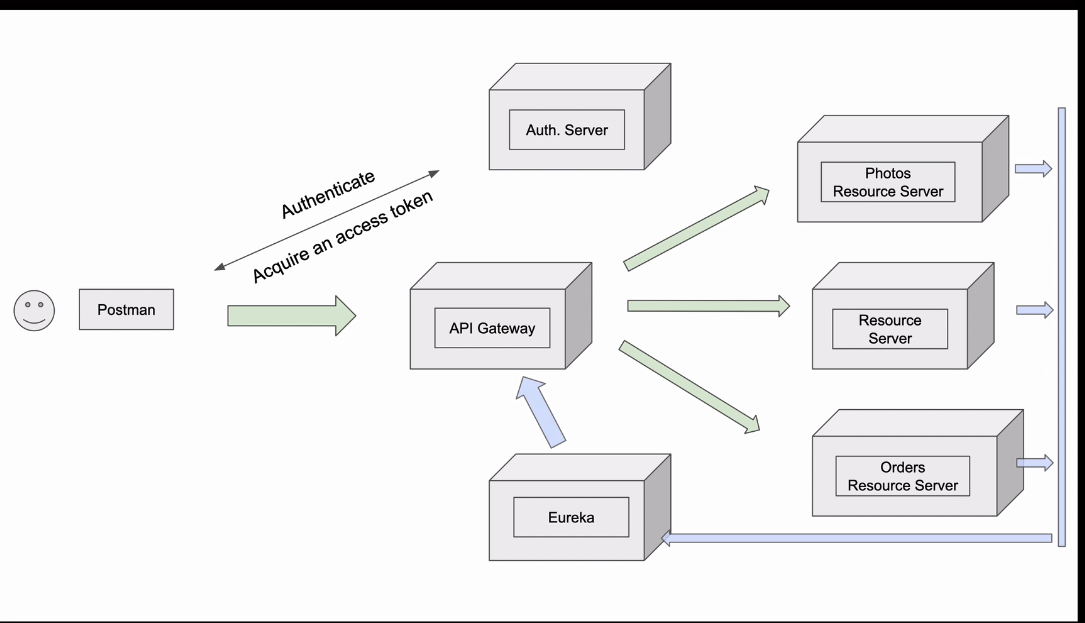 Auth. Server
Photos
Resource Server
Authenticate
Acquire an access token
Postman
API Gateway
Resource
Server
Orders
Resource Server
Eureka